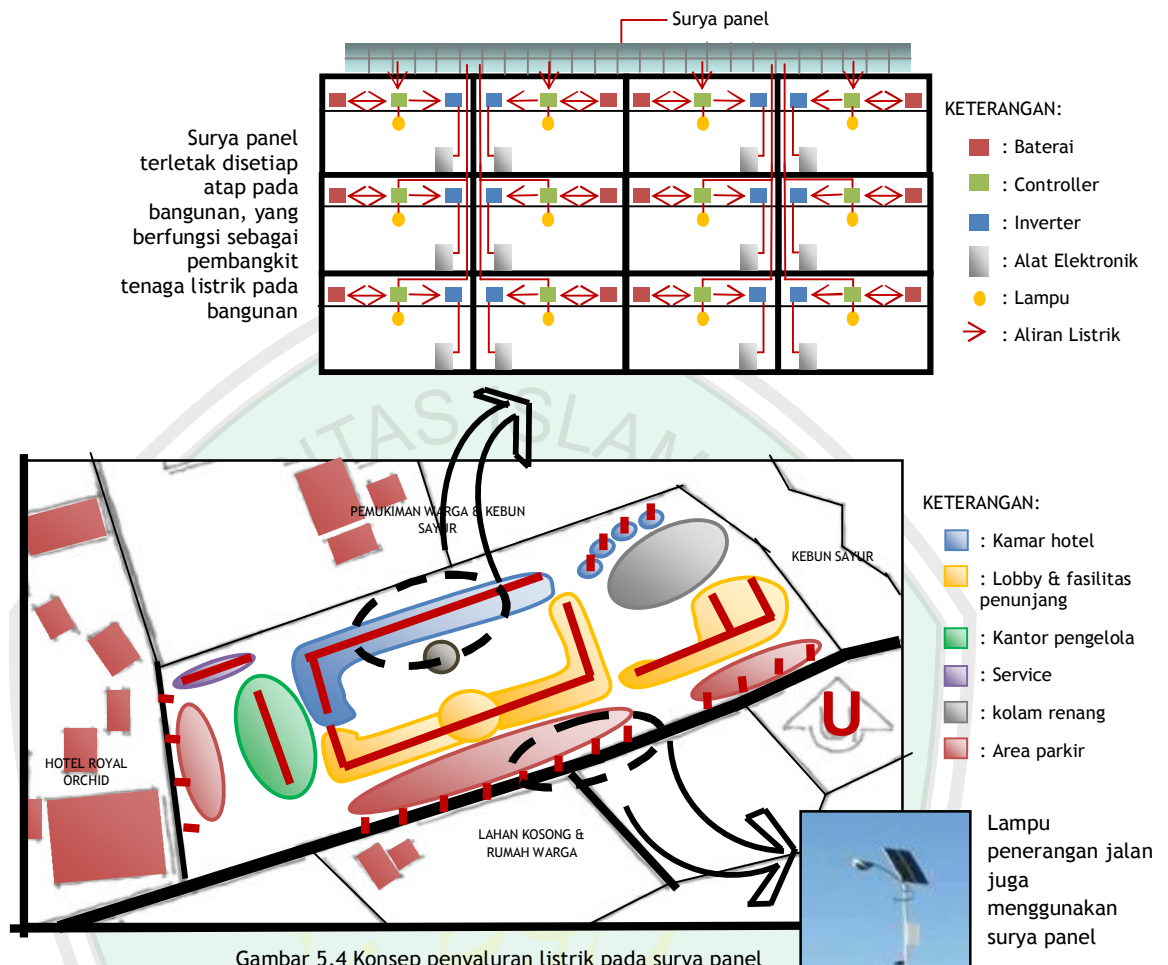 Surya panel
Surya panel
terletak disetiap
atap pada
bangunan, yang
berfungsi sebagai
pembangkit
tenaga listrik pada
bangunan
KETERANGAN:
: Baterai
: Controller
: Inverter
: Alat Elektronik
: Lampu
: Aliran Listrik
ITAS ISLAM
PEMUKIMAN WARGA & KEBUN
SAYUR
KEBUN SAYUR
HOTEL ROYAL
ORCHID
LAHAN KOSONG &
RUMAH WARGA
U
KETERANGAN:
: Kamar hotel
: Lobby & fasilitas
penunjang
: Kantor pengelola
: Service
: kolam renang
: Area parkir
Lampu
penerangan jalan
juga
menggunakan
surya panel
Gambar 5.4 Konsep penyaluran listrik pada surya panel